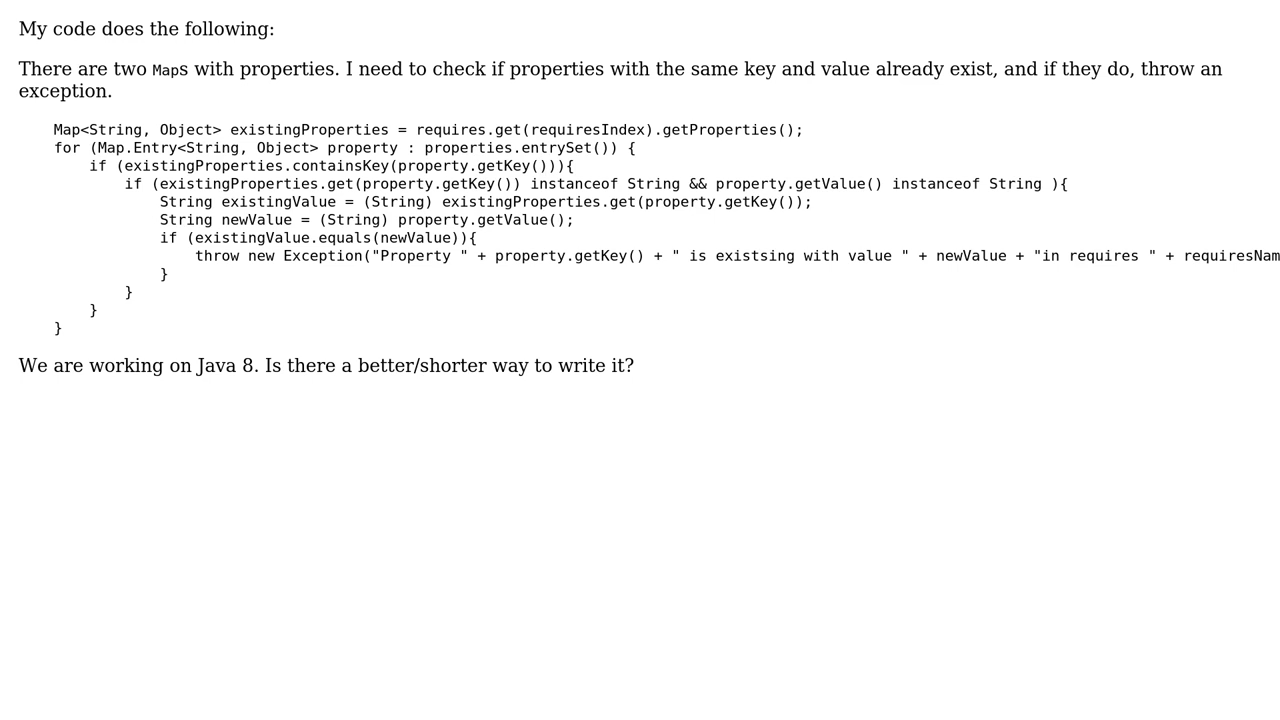 My code does the following:
There are two Maps with properties. I need to check if properties with the same key and value already exist, and if they do, throw an
exception.
Map<String, Object> existingProperties = requires.get(requiresIndex).getProperties();
for (Map.Entry<String, Object> property : properties.entrySet()) {
if (existingProperties.containsKey(property.getKey())){
if (existingProperties.get(property.getKey()) instanceof String && property.getValue() instanceof String ){
String existingValue = (String) existingProperties.get(property.getKey());
String newValue = (String) property.getValue();
if (existingValue.equals(newValue)){
throw new Exception("Property " + property.getKey() + " is existsing with value " + newValue + "in requires " + requiresNam
}
}
}
}
We are working on Java 8. Is there a better/shorter way to write it?